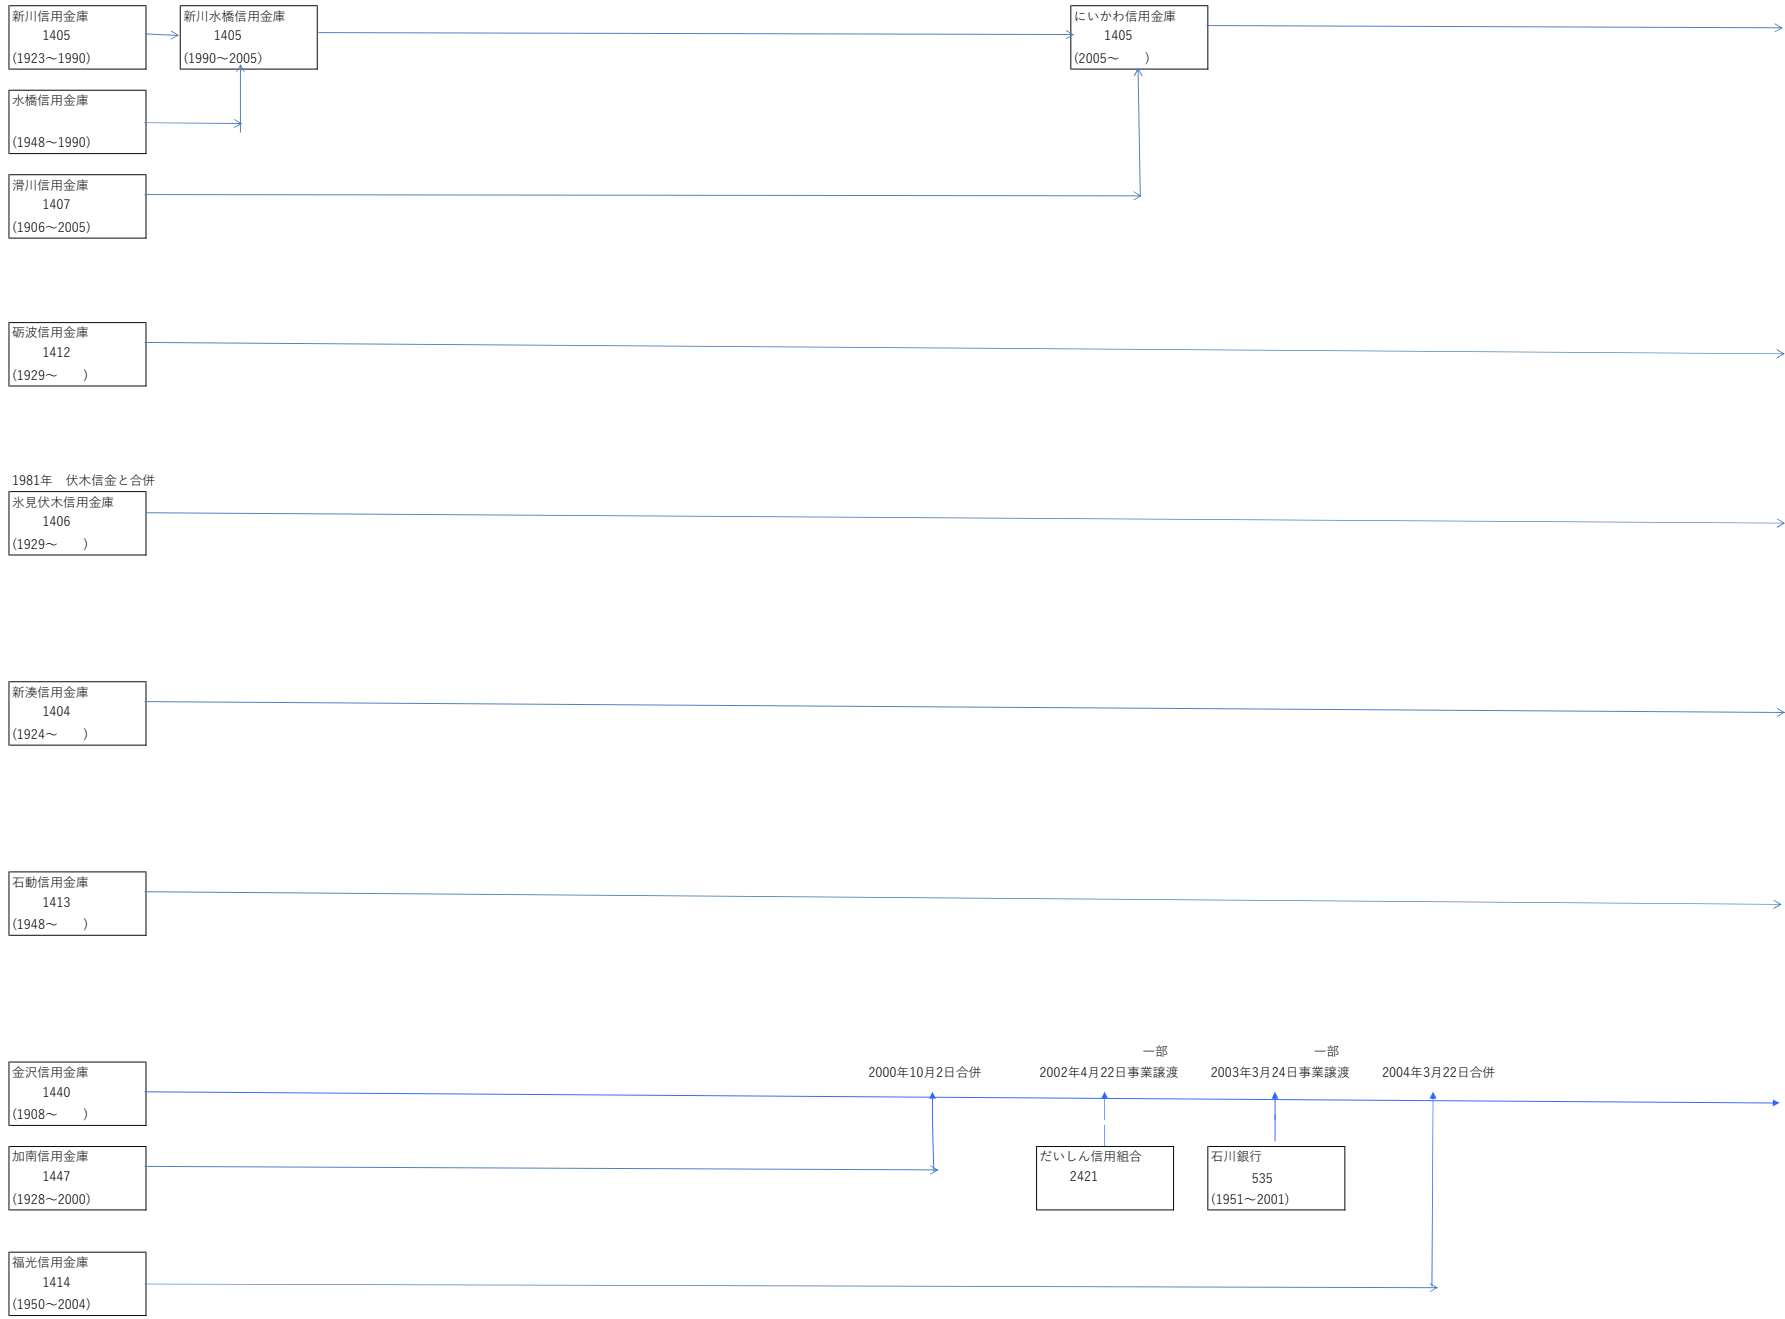 新川信用金庫
1405
(1923～1990)
新川水橋信用金庫
1405
(1990～2005)
にいかわ信用金庫
1405
(2005～　　)
水橋信用金庫
(1948～1990)
滑川信用金庫
1407
(1906～2005)
砺波信用金庫
1412
(1929～　　)
1981年　伏木信金と合併
氷見伏木信用金庫
1406
(1929～　　)
新湊信用金庫
1404
(1924～　　)
石動信用金庫
1413
(1948～　　)
金沢信用金庫
1440
(1908～　　)
2000年10月2日合併
一部
2002年4月22日事業譲渡
一部
2003年3月24日事業譲渡
2004年3月22日合併
加南信用金庫
1447
(1928～2000)
だいしん信用組合
2421
石川銀行
535
(1951～2001)
福光信用金庫
1414
(1950～2004)